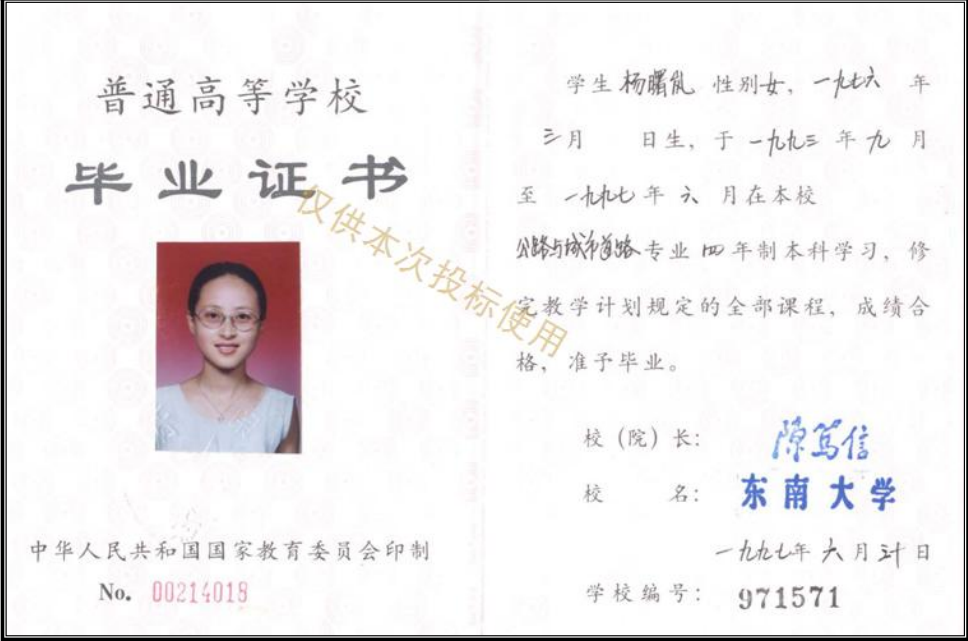 普通高等学校
毕业证书
仅供本次投标使用
中华人民共和国国家教育委员会印制
No. 00214018
学生 杨曙 性别女，一九七六 年
三月 日生，于 一九九三 年 九 月
至 一九九七 年 六 月在本校
公路与城市道路 专业 四 年制本科学习，修
完教学计划规定的全部课程，成绩合
格，准予毕业。
校（院）长： 陈笃信
校 名： 东南大学
一九九七年 六 月 三十 日
学校编号： 971571